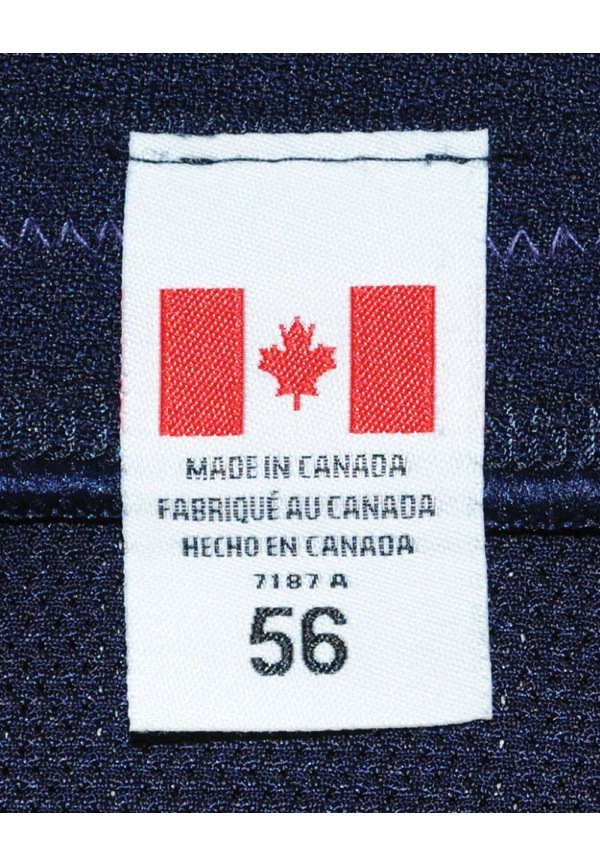 MADE IN CANADA
FABRIQUÉ AU CANADA
HECHO EN CANADA
7187 A
56